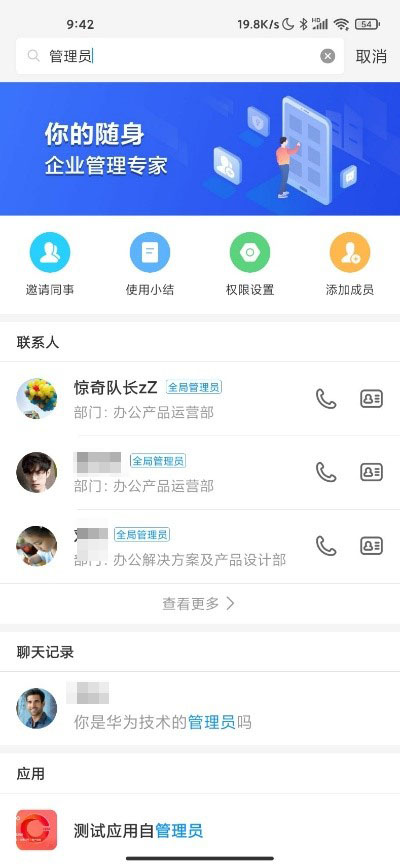 9:42
19.8K/s
HD
54
管理员
取消
你的随身
企业管理专家
邀请同事
使用小结
权限设置
添加成员
联系人
惊奇队长zZ
全局管理员
部门: 办公产品运营部
全局管理员
部门: 办公产品运营部
全局管理员
部门: 办公解决方案及产品设计部
查看更多
聊天记录
你是华为技术的管理员吗
应用
测试应用自管理员